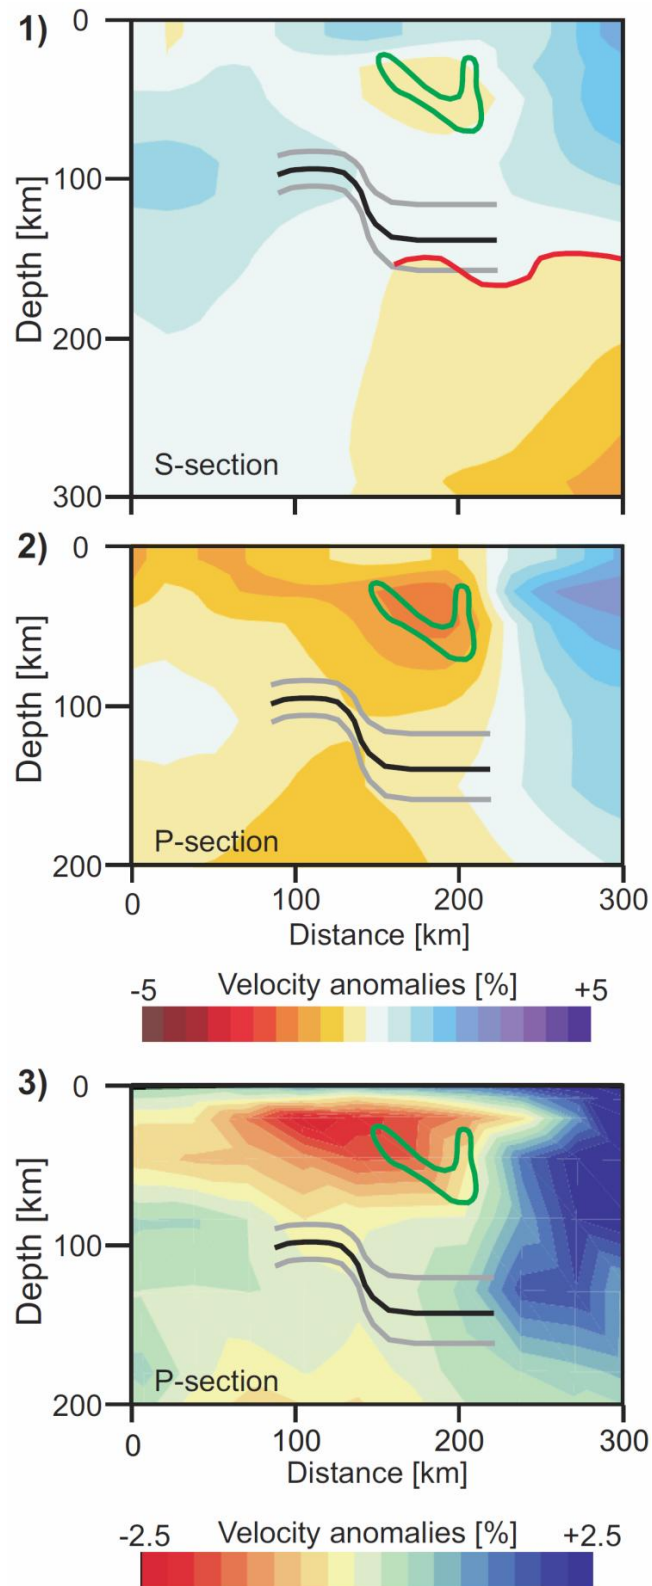 1)
0
100
200
300
Depth [km]
S-section
2)
0
100
200
Depth [km]
P-section
0 100 200 300
Distance [km]
-5 Velocity anomalies [%] +5
3)
0
100
200
Depth [km]
P-section
0 100 200 300
Distance [km]
-2.5 Velocity anomalies [%] +2.5